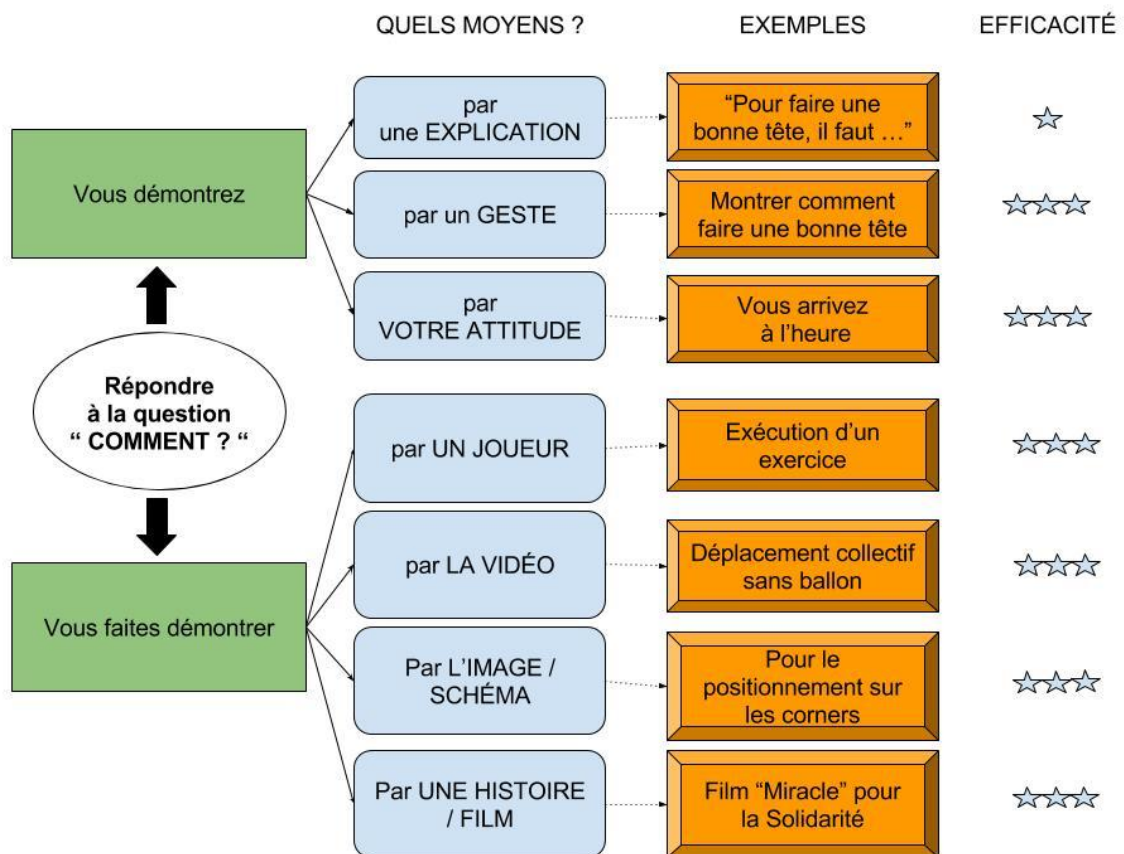 QUELS MOYENS ?
EXEMPLES
EFFICACITÉ
Vous démontrez
par
une EXPLICATION
“Pour faire une
bonne tête, il faut …”
par un GESTE
Montrer comment
faire une bonne tête
par
VOTRE ATTITUDE
Vous arrivez
à l’heure
Répondre
à la question
“ COMMENT ? “
Vous faites démontrer
par UN JOUEUR
Exécution d’un
exercice
par LA VIDÉO
Déplacement collectif
sans ballon
Par L’IMAGE /
SCHÉMA
Pour le
positionnement sur
les corners
Par UNE HISTOIRE
/ FILM
Film “Miracle” pour
la Solidarité